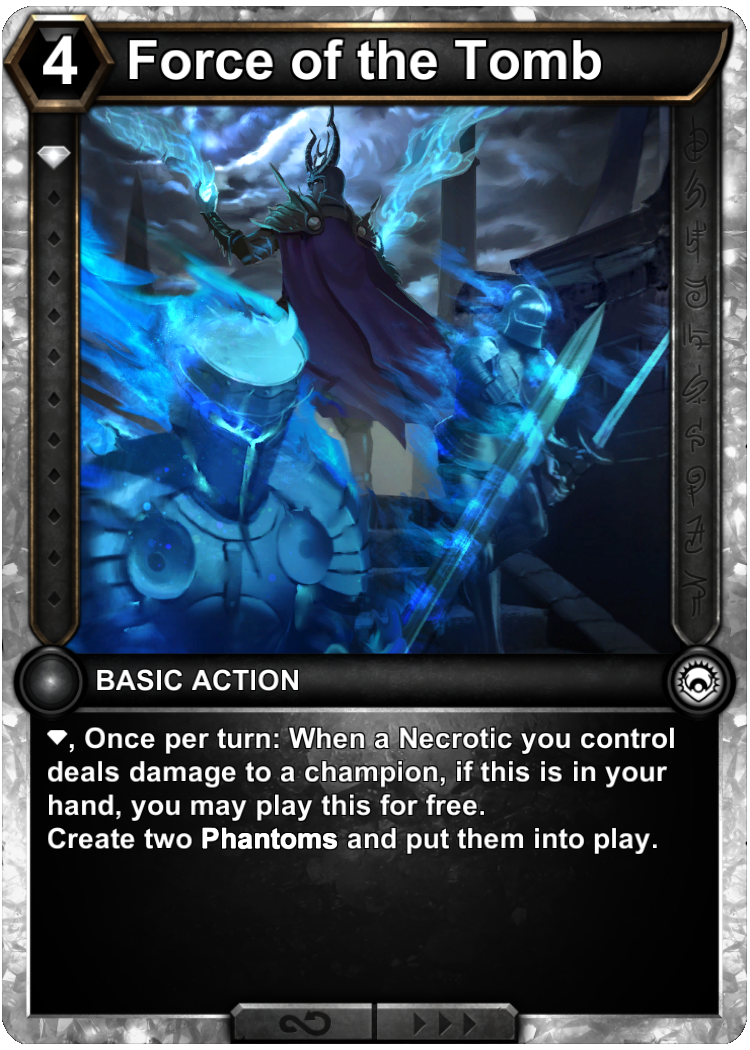 4
Force of the Tomb
BASIC ACTION
, Once per turn: When a Necrotic you control
deals damage to a champion, if this is in your
hand, you may play this for free.
Create two Phantoms and put them into play.